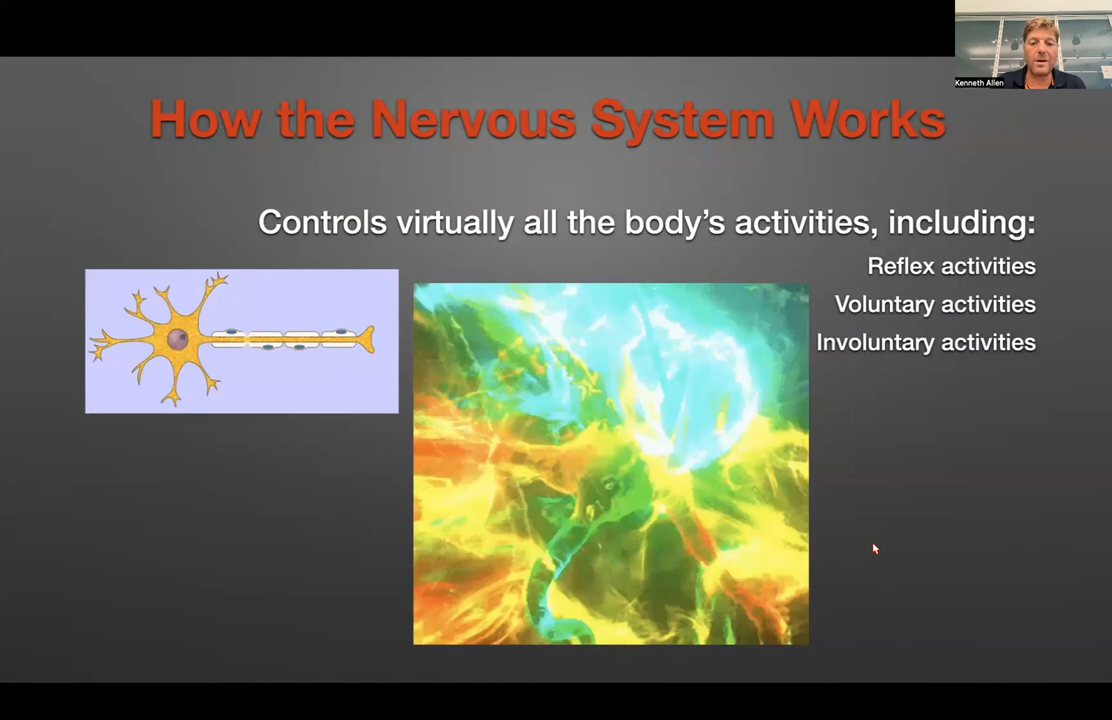 Kenneth Allen
How the Nervous System Works
Controls virtually all the body’s activities, including:
Reflex activities
Voluntary activities
Involuntary activities